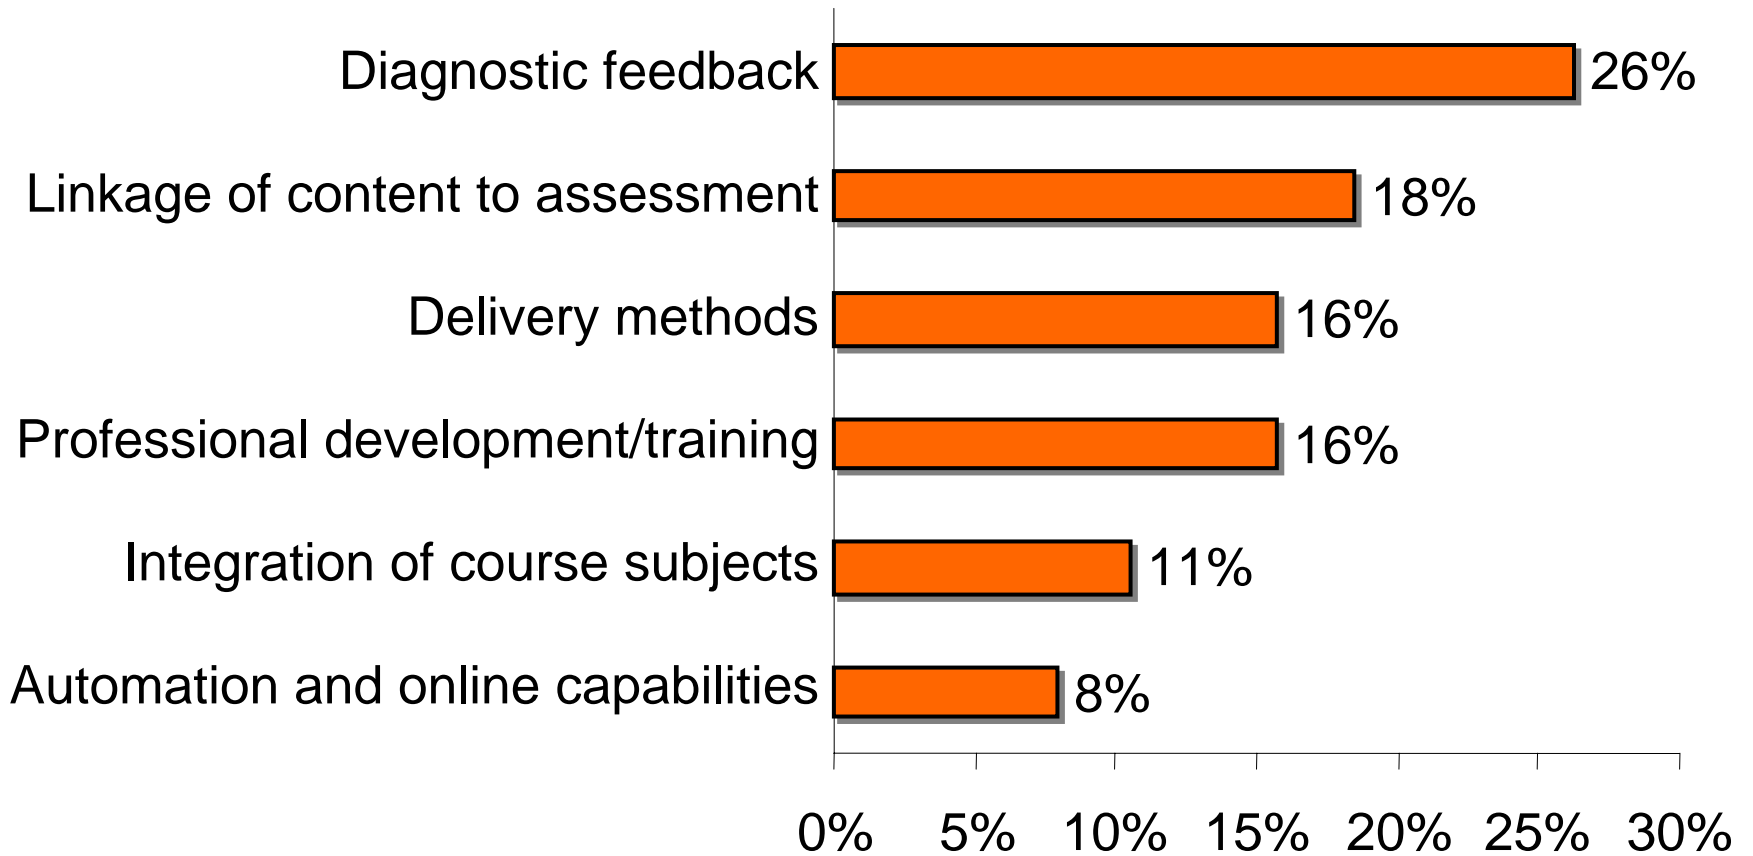 Diagnostic feedback 26%
Linkage of content to assessment 18%
Delivery methods 16%
Professional development/training 16%
Integration of course subjects 11%
Automation and online capabilities 8%
0% 5% 10% 15% 20% 25% 30%